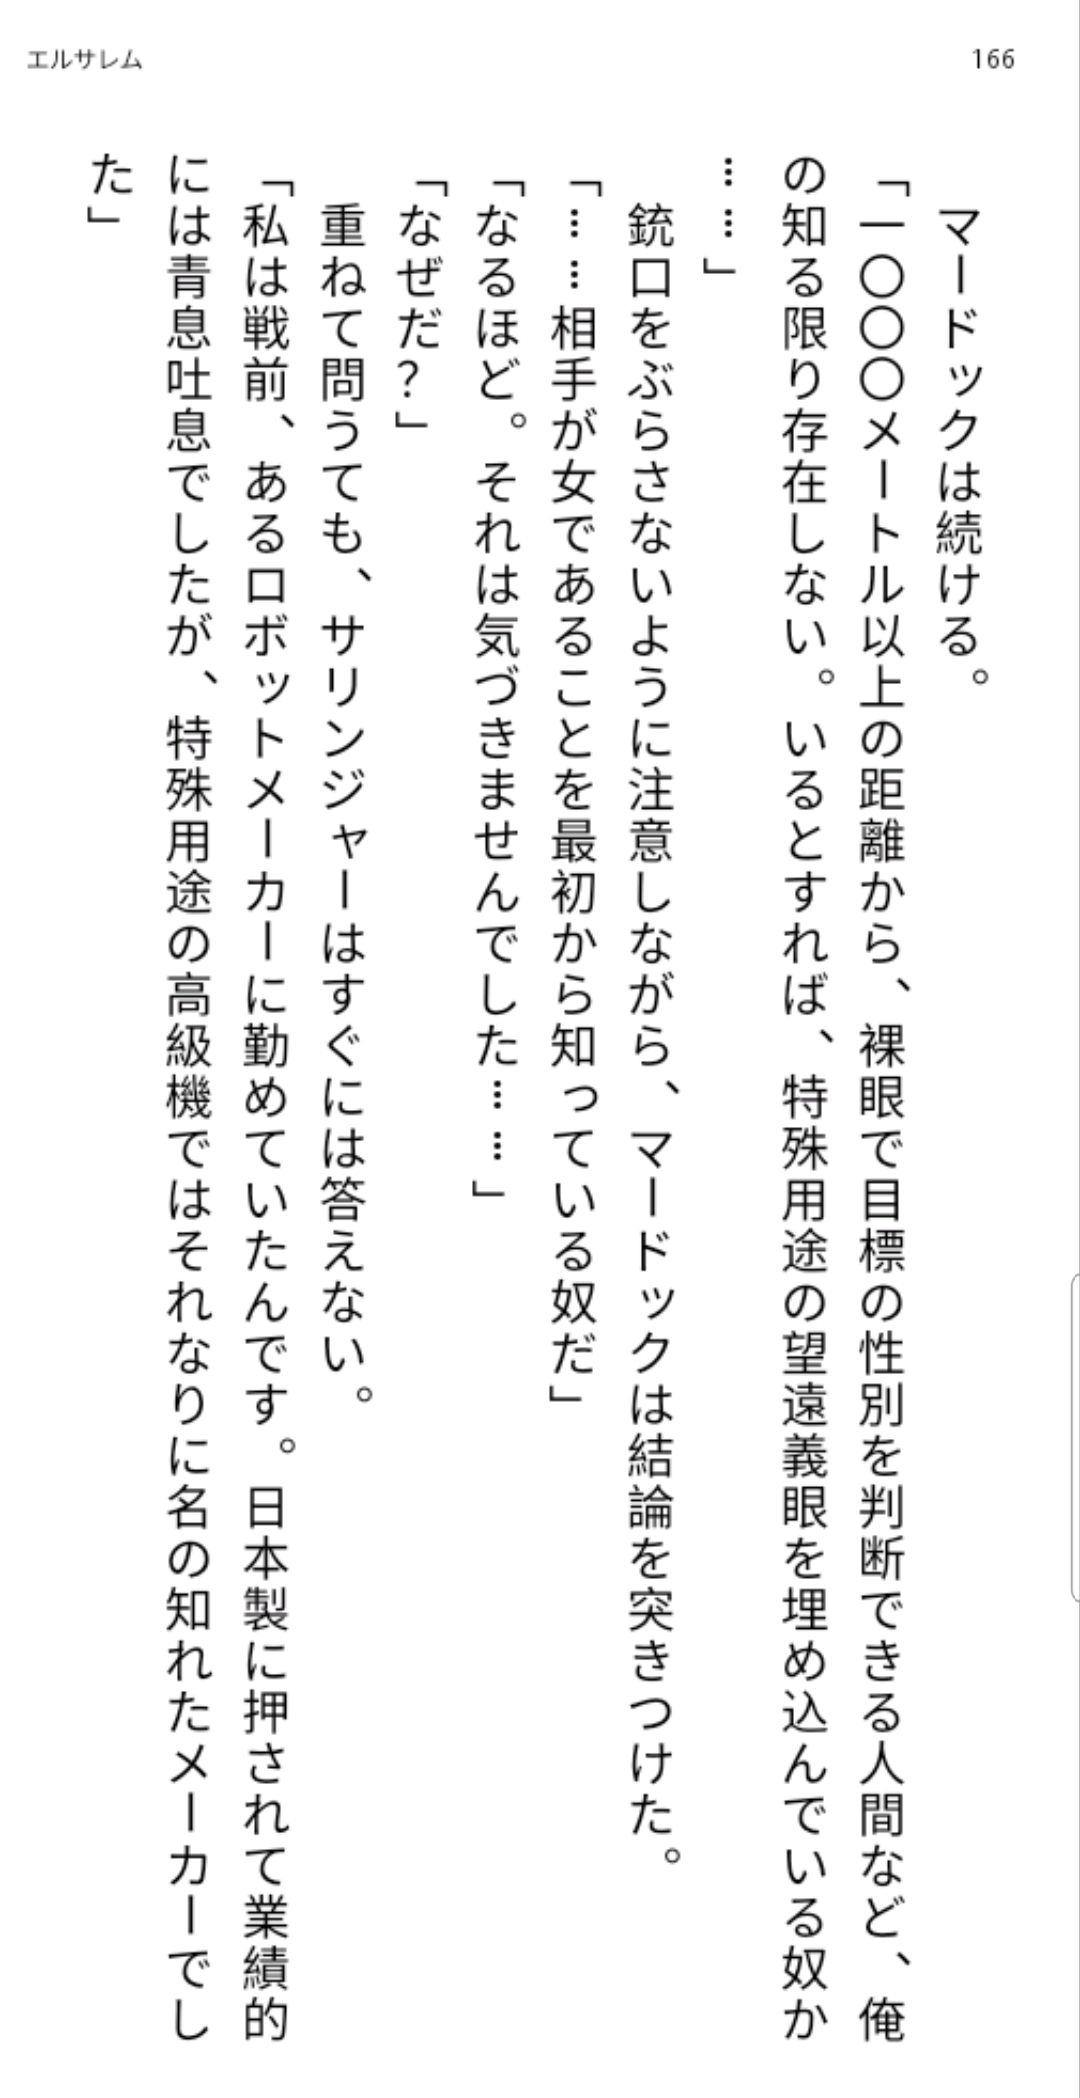 エルサレム
166
マードックは続ける。
「一〇〇〇メートル以上の距離から、裸眼で目標の性別を判断できる人間など、俺
の知る限り存在しない。いるとすれば、特殊用途の望遠義眼を埋め込んでいる奴か
……」
銃口をぶらさないように注意しながら、マードックは結論を突きつけた。
「……相手が女であることを最初から知っている奴だ」
「なるほど。それは気づきませんでした……」
「なぜだ?」
重ねて問うても、サリンジャーはすぐには答えない。
「私は戦前、あるロボットメーカーに勤めていたんです。日本製に押されて業績的
には青息吐息でしたが、特殊用途の高級機ではそれなりに名の知れたメーカーでし
た」